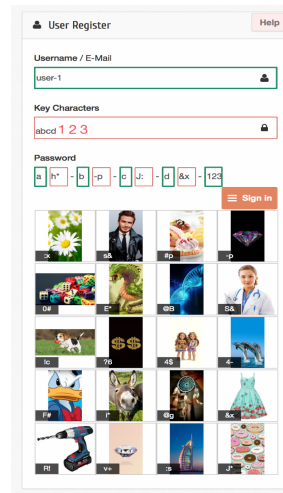 User Register
Help
Username / E-Mail
user-1
Key Characters
abcd 1 2 3
Password
a h* - b -p - c J: - d &x - 123
Sign in
:x s& #p -p
0# E* @B S&
!c ?6 4$ 4-
F# i* @g &x
R! v+ :s J*